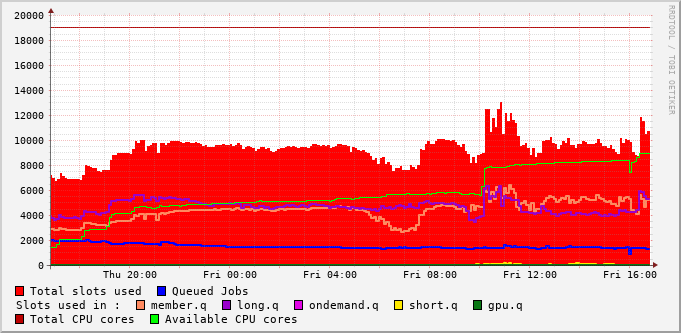 RRDTOOL / TOBI OETIKER
20000
18000
16000
14000
12000
10000
8000
6000
4000
2000
0
Thu 20:00 Fri 00:00 Fri 04:00 Fri 08:00 Fri 12:00 Fri 16:00
Total slots used Queued Jobs
Slots used in : member.q long.q ondemand.q short.q gpu.q
Total CPU cores Available CPU cores